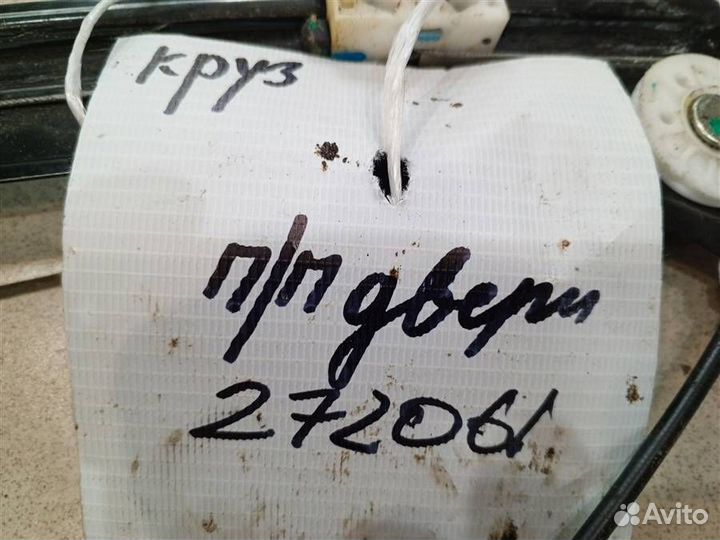 круз
п/п двери
272061
Avito